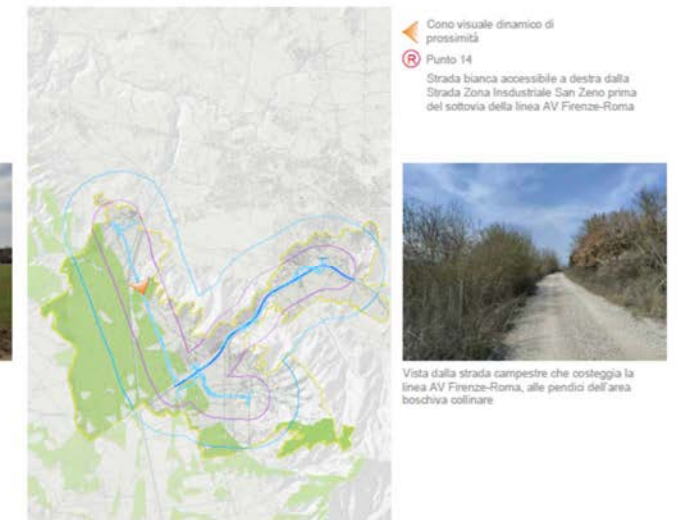 Cono visuale dinamico di
prossimità
R Punto 14
Strada bianca accessibile a destra dalla
Strada Zona Insdustriale San Zeno prima
del sottovia della linea AV Firenze-Roma
Vista dalla strada campestre che costeggia la
linea AV Firenze-Roma, alle pendici dell'area
boschiva collinare